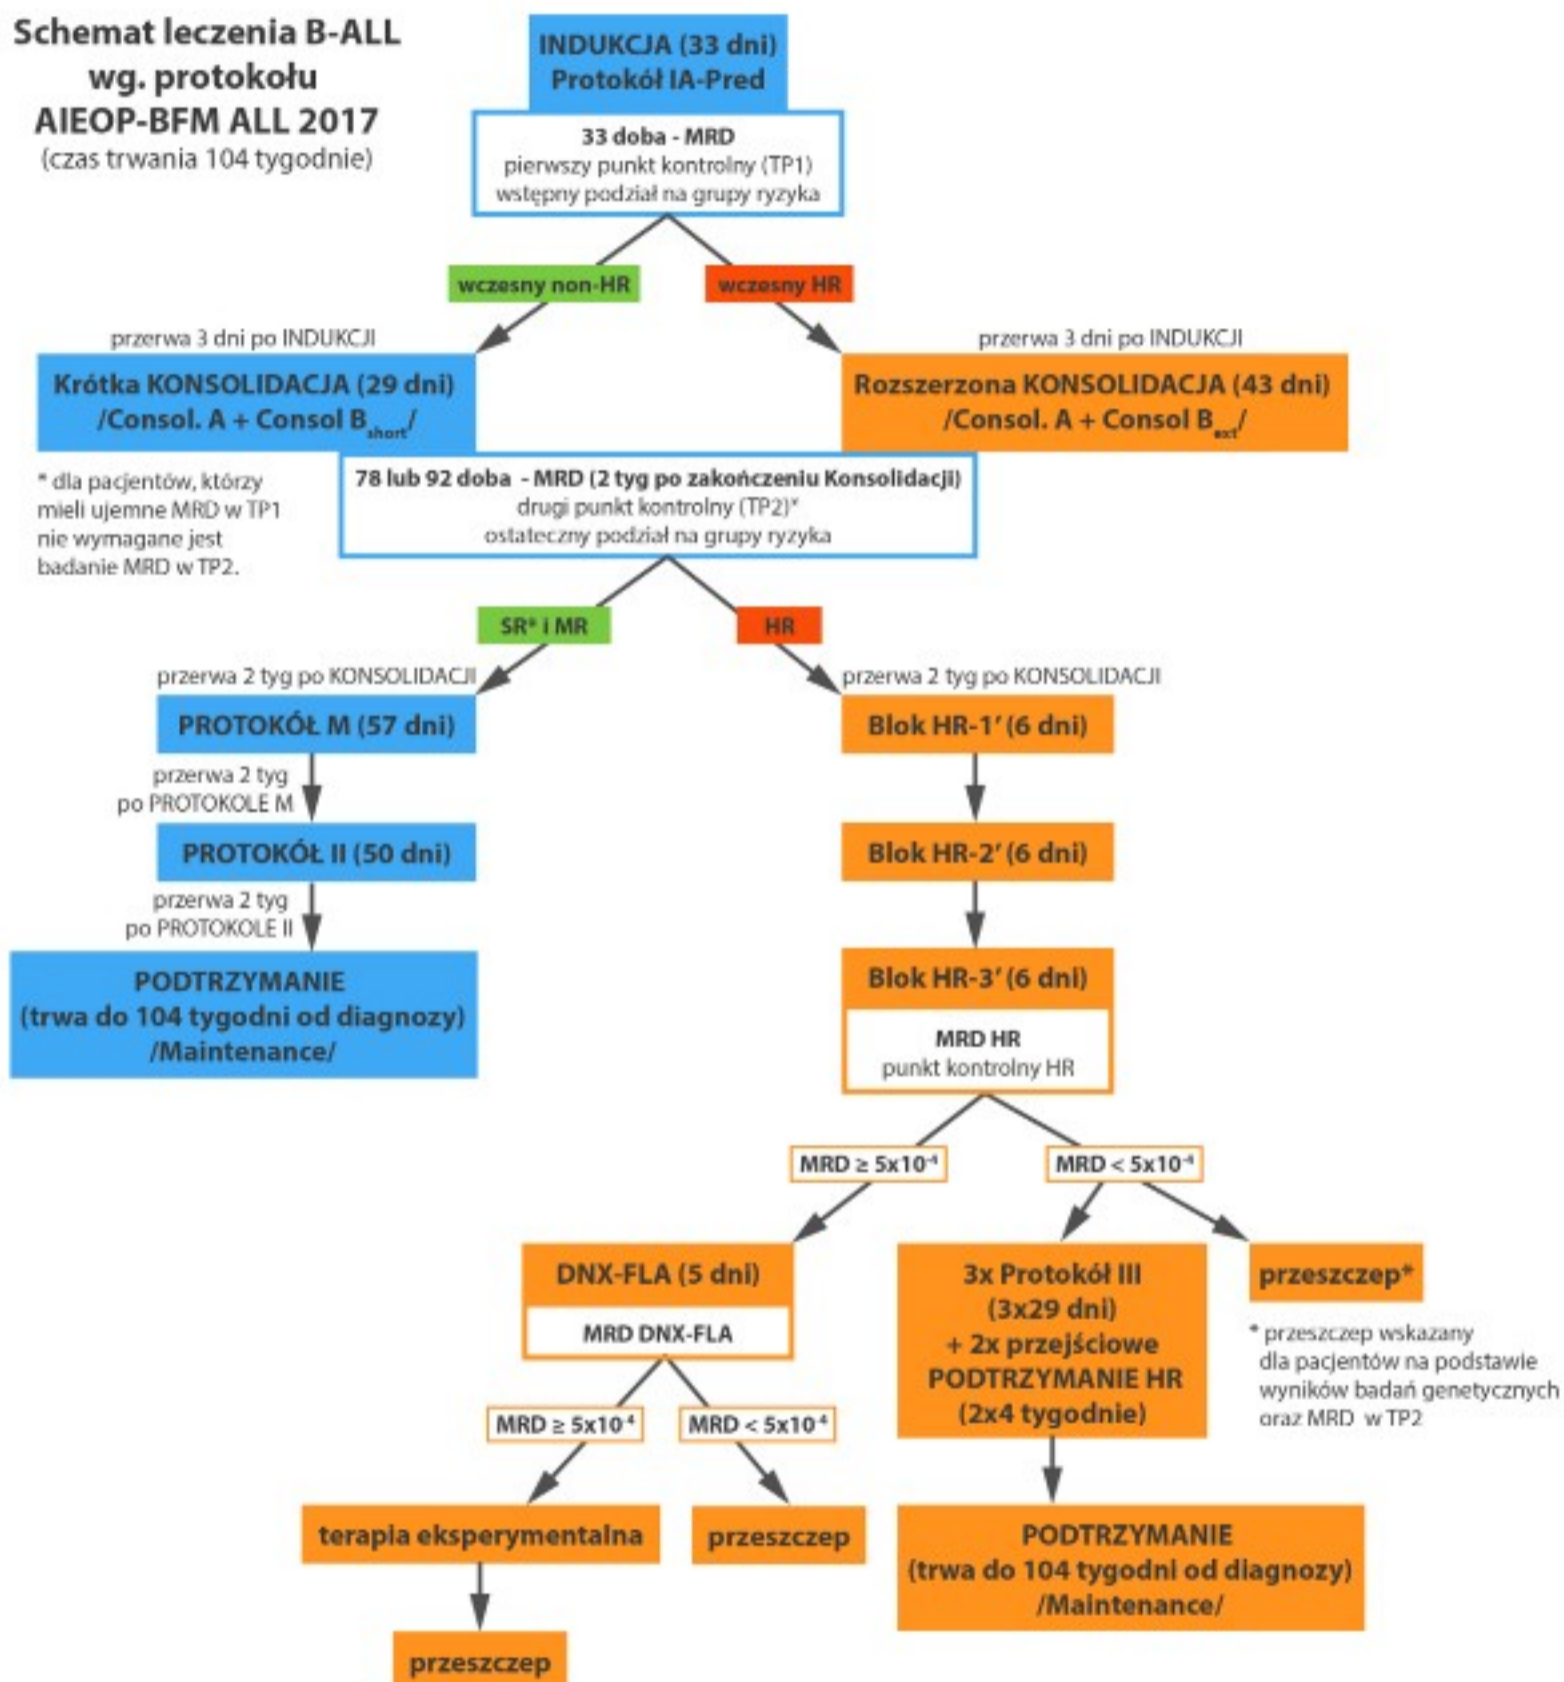 Schemat leczenia B-ALL
wg. protokołu
AIEOP-BFM ALL 2017
(czas trwania 104 tygodnie)
INDUKCJA (33 dni)
Protokół IA-Pred
33 doba - MRD
pierwszy punkt kontrolny (TP1)
wstępny podział na grupy ryzyka
wczesny non-HR
wczesny HR
przerwa 3 dni po INDUKCJI
Krótka KONSOLIDACJA (29 dni)
/Consol. A + Consol B short/
przerwa 3 dni po INDUKCJI
Rozszerzona KONSOLIDACJA (43 dni)
/Consol. A + Consol B ext/
* dla pacjentów, którzy
mieli ujemne MRD w TP1
nie wymagane jest
badanie MRD w TP2.
78 lub 92 doba - MRD (2 tyg po zakończeniu Konsolidacji)
drugi punkt kontrolny (TP2)*
ostateczny podział na grupy ryzyka
SR* i MR
HR
przerwa 2 tyg po KONSOLIDACJI
PROTOKÓŁ M (57 dni)
przerwa 2 tyg
po PROTOKOLE M
PROTOKÓŁ II (50 dni)
przerwa 2 tyg
po PROTOKOLE II
PODTRZYMANIE
(trwa do 104 tygodni od diagnozy)
/Maintenance/
przerwa 2 tyg po KONSOLIDACJI
Blok HR-1’ (6 dni)
Blok HR-2’ (6 dni)
Blok HR-3’ (6 dni)
MRD HR
punkt kontrolny HR
MRD ≥ 5x10⁻⁴
MRD < 5x10⁻⁴
DNX-FLA (5 dni)
MRD DNX-FLA
3x Protokół III
(3x29 dni)
+ 2x przejściowe
PODTRZYMANIE HR
(2x4 tygodnie)
przeszczep*
* przeszczep wskazany
dla pacjentów na podstawie
wyników badań genetycznych
oraz MRD w TP2
MRD ≥ 5x10⁻⁴
MRD < 5x10⁻⁴
terapia eksperymentalna
przeszczep
przeszczep
PODTRZYMANIE
(trwa do 104 tygodni od diagnozy)
/Maintenance/